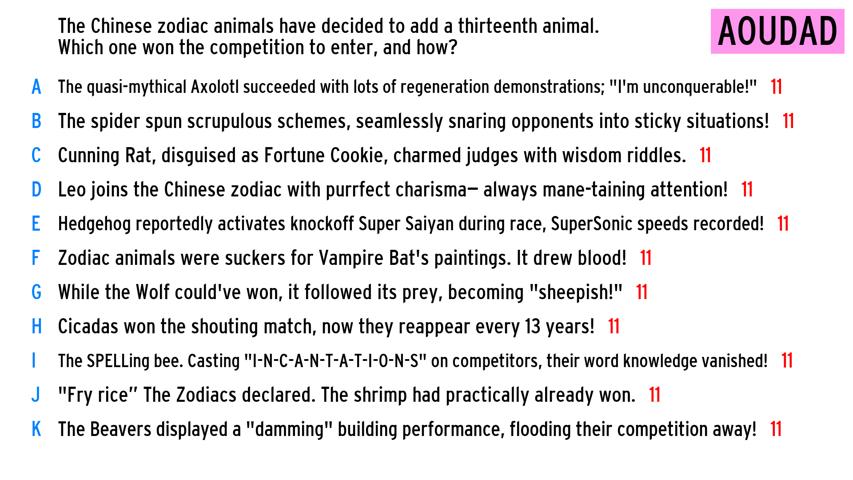 The Chinese zodiac animals have decided to add a thirteenth animal.
Which one won the competition to enter, and how?
AOUDAD
A The quasi-mythical Axolotl succeeded with lots of regeneration demonstrations; "I'm unconquerable!" 11
B The spider spun scrupulous schemes, seamlessly snaring opponents into sticky situations! 11
C Cunning Rat, disguised as Fortune Cookie, charmed judges with wisdom riddles. 11
D Leo joins the Chinese zodiac with purrfect charisma— always mane-taining attention! 11
E Hedgehog reportedly activates knockoff Super Saiyan during race, SuperSonic speeds recorded! 11
F Zodiac animals were suckers for Vampire Bat's paintings. It drew blood! 11
G While the Wolf could've won, it followed its prey, becoming "sheepish!" 11
H Cicadas won the shouting match, now they reappear every 13 years! 11
I The SPELLing bee. Casting "I-N-C-A-N-T-A-T-I-O-N-S" on competitors, their word knowledge vanished! 11
J "Fry rice” The Zodiacs declared. The shrimp had practically already won. 11
K The Beavers displayed a "damming" building performance, flooding their competition away! 11